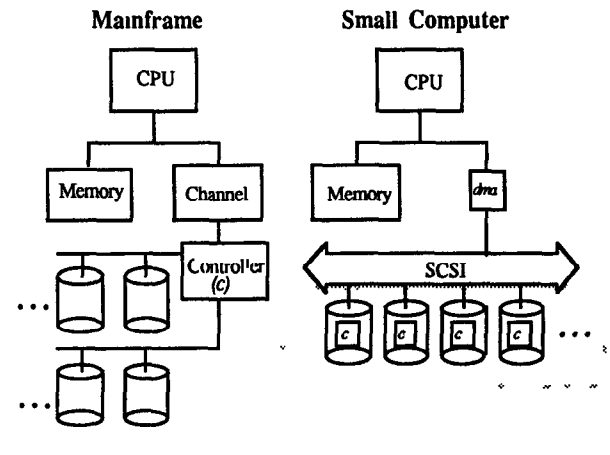 Mainframe
Small Computer
CPU
CPU
Memory
Channel
Memory
dma
Controller
(c)
SCSI
...
c
c
c
c
...
...